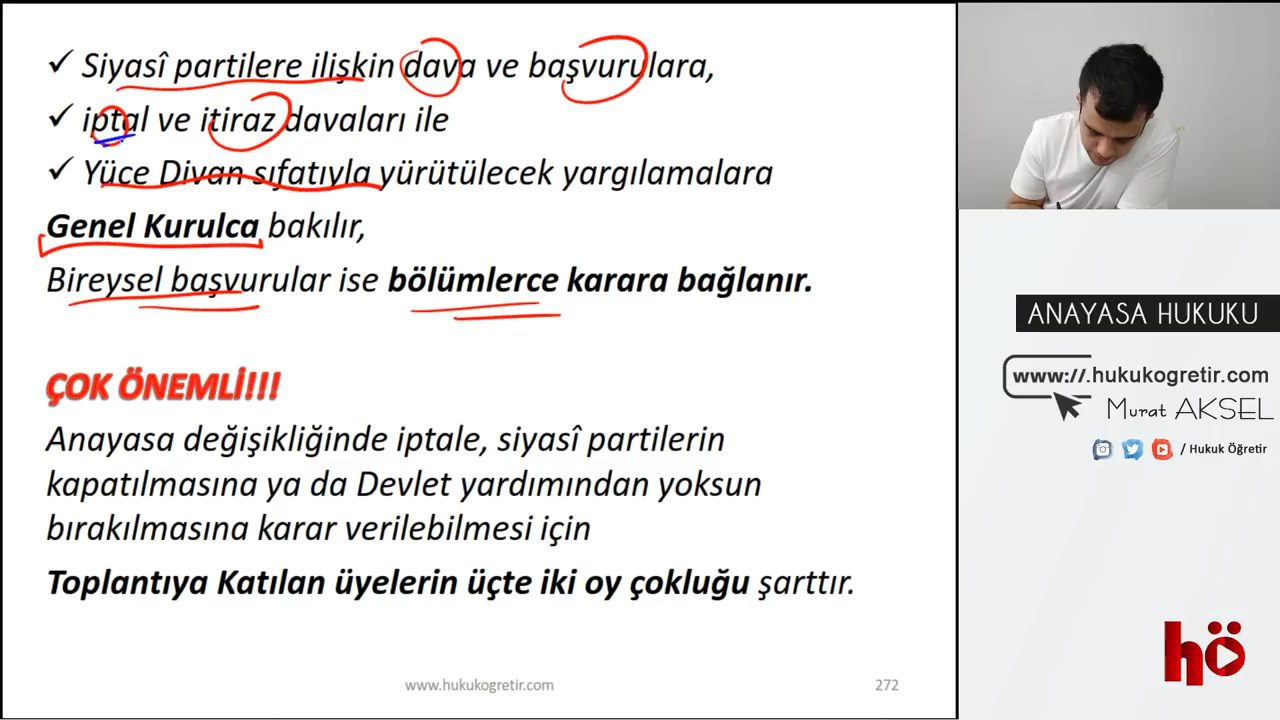 Siyasî partilere ilişkin dava ve başvurulara,
iptal ve itiraz davaları ile
Yüce Divan sıfatıyla yürütülecek yargılamalara
Genel Kurulca bakılır,
Bireysel başvurular ise bölümlerce karara bağlanır.
ÇOK ÖNEMLİ!!!
Anayasa değişikliğinde iptale, siyasî partilerin
kapatılmasına ya da Devlet yardımından yoksun
bırakılmasına karar verilebilmesi için
Toplantıya Katılan üyelerin üçte iki oy çokluğu şarttır.
www.hukukogretir.com
272
ANAYASA HUKUKU
www://.hukukogretir.com
Murat AKSEL
/ Hukuk Öğretir
hö